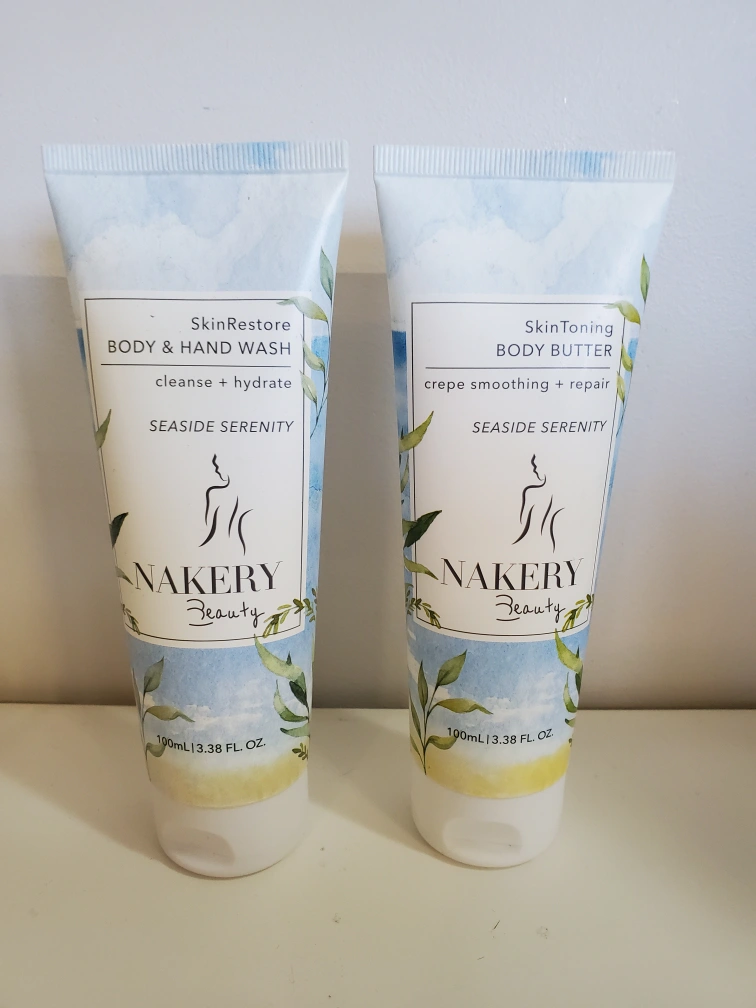 SkinRestore
BODY & HAND WASH
cleanse + hydrate
SEASIDE SERENITY
NAKERY
Beauty
100mL | 3.38 FL. OZ.
SkinToning
BODY BUTTER
crepe smoothing + repair
SEASIDE SERENITY
NAKERY
Beauty
100mL | 3.38 FL. OZ.